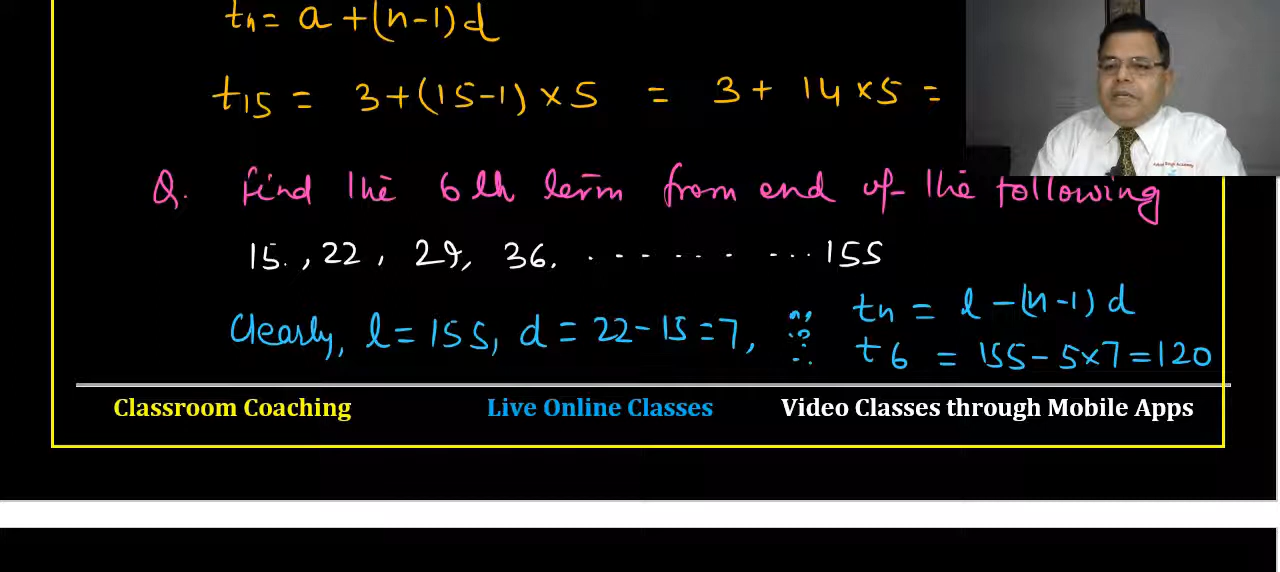 tn = a + (n-1) d
t15 = 3+(15-1) × 5 = 3 + 14 × 5 =
Q. Find the 6th term from end of the following
15, 22, 29, 36, ............ 155
Clearly, l = 155, d = 22-15 = 7, ∵ tn = l - (n-1) d
∴ t6 = 155 - 5×7 = 120
Classroom Coaching Live Online Classes Video Classes through Mobile Apps